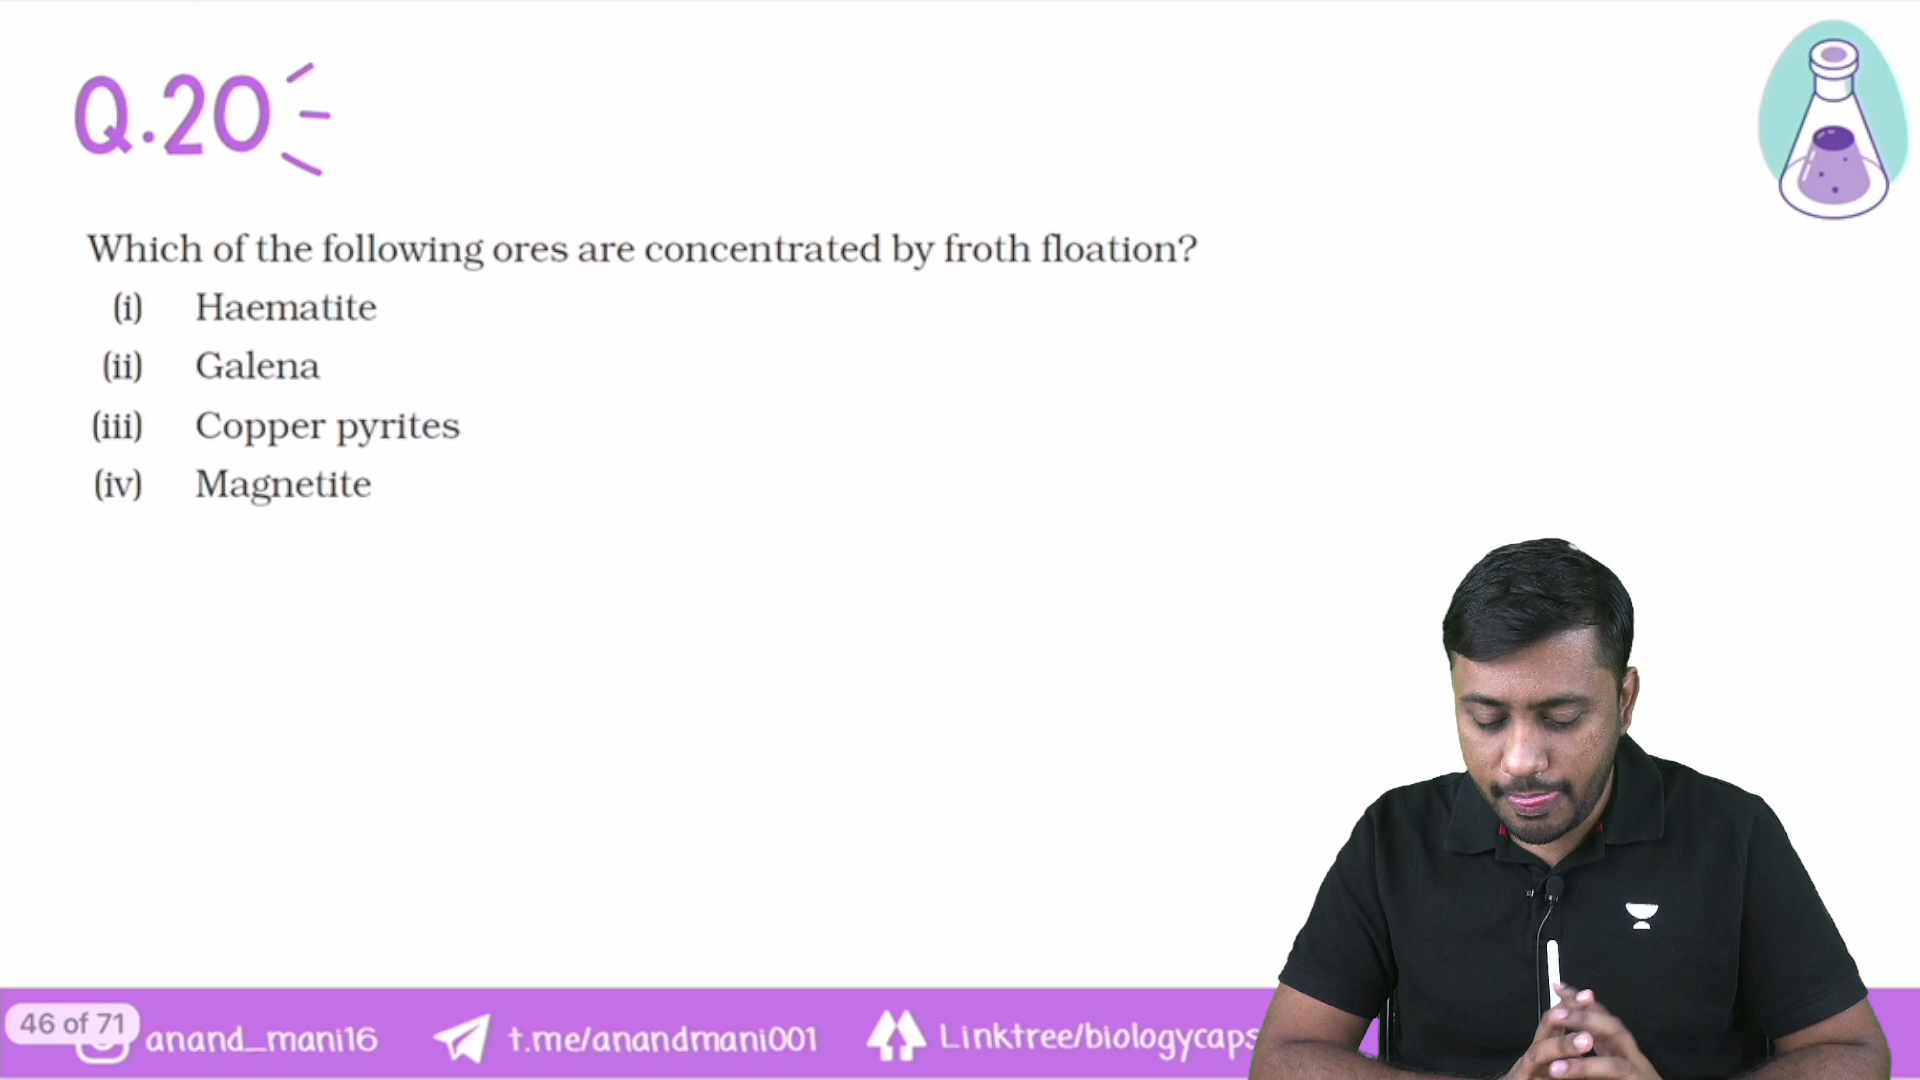 Q.20
Which of the following ores are concentrated by froth floation?
(i) Haematite
(ii) Galena
(iii) Copper pyrites
(iv) Magnetite
46 of 71
anand_mani16
t.me/anandmani001
Linktree/biologycaps